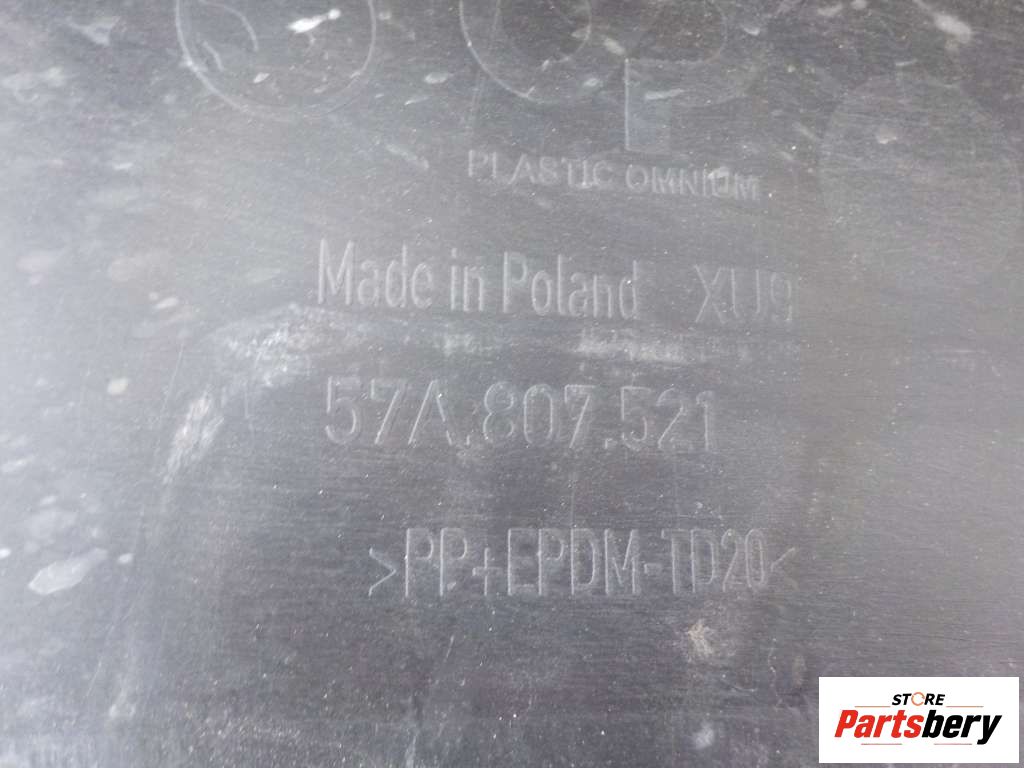 PLASTIC OMNIUM
Made in Poland XU9
57A.807.521
>PP+EPDM-TD20<
STORE
Partsbery